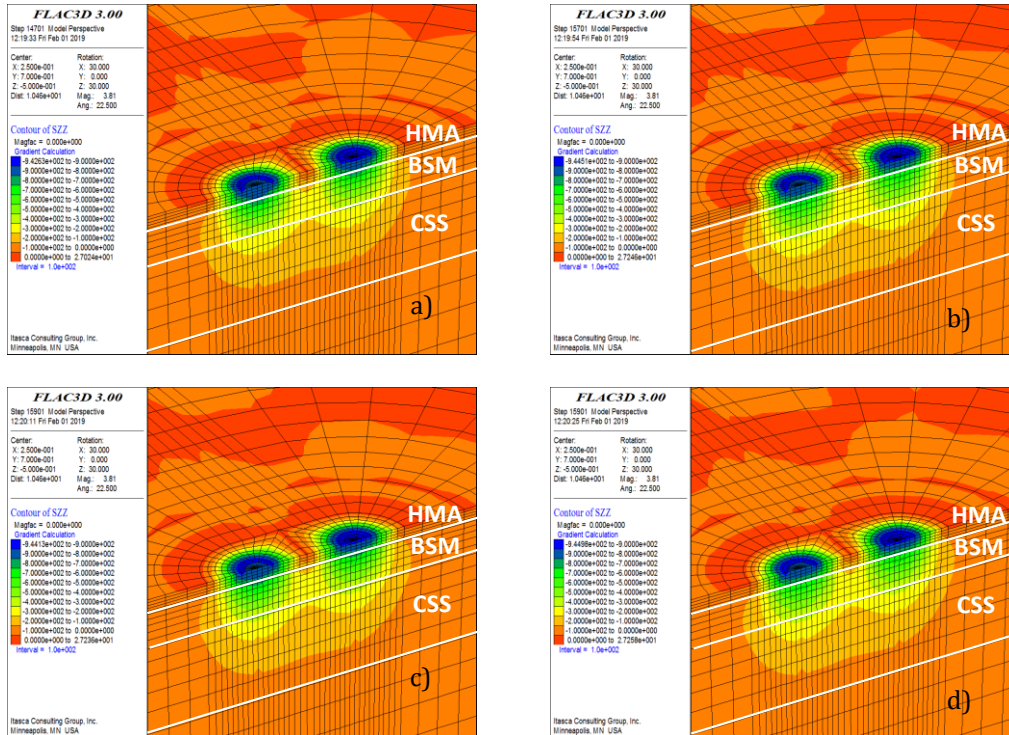 FLAC3D 3.00
Step 14701 Model Perspective
12:19:33 Fri Feb 01 2019
Center: Rotation:
X: 2.500e-001 X: 30.000
Y: 7.000e-001 Y: 0.000
Z: -5.000e-001 Z: 30.000
Dist: 1.046e+001 Mag.: 3.81
Ang.: 22.500
Contour of SZZ
Magfac = 0.000e+000
Gradient Calculation
-9.4263e+002 to -9.0000e+002
-9.0000e+002 to -8.0000e+002
-8.0000e+002 to -7.0000e+002
-7.0000e+002 to -6.0000e+002
-6.0000e+002 to -5.0000e+002
-5.0000e+002 to -4.0000e+002
-4.0000e+002 to -3.0000e+002
-3.0000e+002 to -2.0000e+002
-2.0000e+002 to -1.0000e+002
-1.0000e+002 to 0.0000e+000
0.0000e+000 to 2.7024e+001
Interval = 1.0e+002
Itasca Consulting Group, Inc.
Minneapolis, MN USA
HMA
BSM
CSS
a)
FLAC3D 3.00
Step 15701 Model Perspective
12:19:54 Fri Feb 01 2019
Center: Rotation:
X: 2.500e-001 X: 30.000
Y: 7.000e-001 Y: 0.000
Z: -5.000e-001 Z: 30.000
Dist: 1.046e+001 Mag.: 3.81
Ang.: 22.500
Contour of SZZ
Magfac = 0.000e+000
Gradient Calculation
-9.4451e+002 to -9.0000e+002
-9.0000e+002 to -8.0000e+002
-8.0000e+002 to -7.0000e+002
-7.0000e+002 to -6.0000e+002
-6.0000e+002 to -5.0000e+002
-5.0000e+002 to -4.0000e+002
-4.0000e+002 to -3.0000e+002
-3.0000e+002 to -2.0000e+002
-2.0000e+002 to -1.0000e+002
-1.0000e+002 to 0.0000e+000
0.0000e+000 to 2.7246e+001
Interval = 1.0e+002
Itasca Consulting Group, Inc.
Minneapolis, MN USA
HMA
BSM
CSS
b)
FLAC3D 3.00
Step 15901 Model Perspective
12:20:11 Fri Feb 01 2019
Center: Rotation:
X: 2.500e-001 X: 30.000
Y: 7.000e-001 Y: 0.000
Z: -5.000e-001 Z: 30.000
Dist: 1.046e+001 Mag.: 3.81
Ang.: 22.500
Contour of SZZ
Magfac = 0.000e+000
Gradient Calculation
-9.4413e+002 to -9.0000e+002
-9.0000e+002 to -8.0000e+002
-8.0000e+002 to -7.0000e+002
-7.0000e+002 to -6.0000e+002
-6.0000e+002 to -5.0000e+002
-5.0000e+002 to -4.0000e+002
-4.0000e+002 to -3.0000e+002
-3.0000e+002 to -2.0000e+002
-2.0000e+002 to -1.0000e+002
-1.0000e+002 to 0.0000e+000
0.0000e+000 to 2.7236e+001
Interval = 1.0e+002
Itasca Consulting Group, Inc.
Minneapolis, MN USA
HMA
BSM
CSS
c)
FLAC3D 3.00
Step 15901 Model Perspective
12:20:25 Fri Feb 01 2019
Center: Rotation:
X: 2.500e-001 X: 30.000
Y: 7.000e-001 Y: 0.000
Z: -5.000e-001 Z: 30.000
Dist: 1.046e+001 Mag.: 3.81
Ang.: 22.500
Contour of SZZ
Magfac = 0.000e+000
Gradient Calculation
-9.4498e+002 to -9.0000e+002
-9.0000e+002 to -8.0000e+002
-8.0000e+002 to -7.0000e+002
-7.0000e+002 to -6.0000e+002
-6.0000e+002 to -5.0000e+002
-5.0000e+002 to -4.0000e+002
-4.0000e+002 to -3.0000e+002
-3.0000e+002 to -2.0000e+002
-2.0000e+002 to -1.0000e+002
-1.0000e+002 to 0.0000e+000
0.0000e+000 to 2.7258e+001
Interval = 1.0e+002
Itasca Consulting Group, Inc.
Minneapolis, MN USA
HMA
BSM
CSS
d)